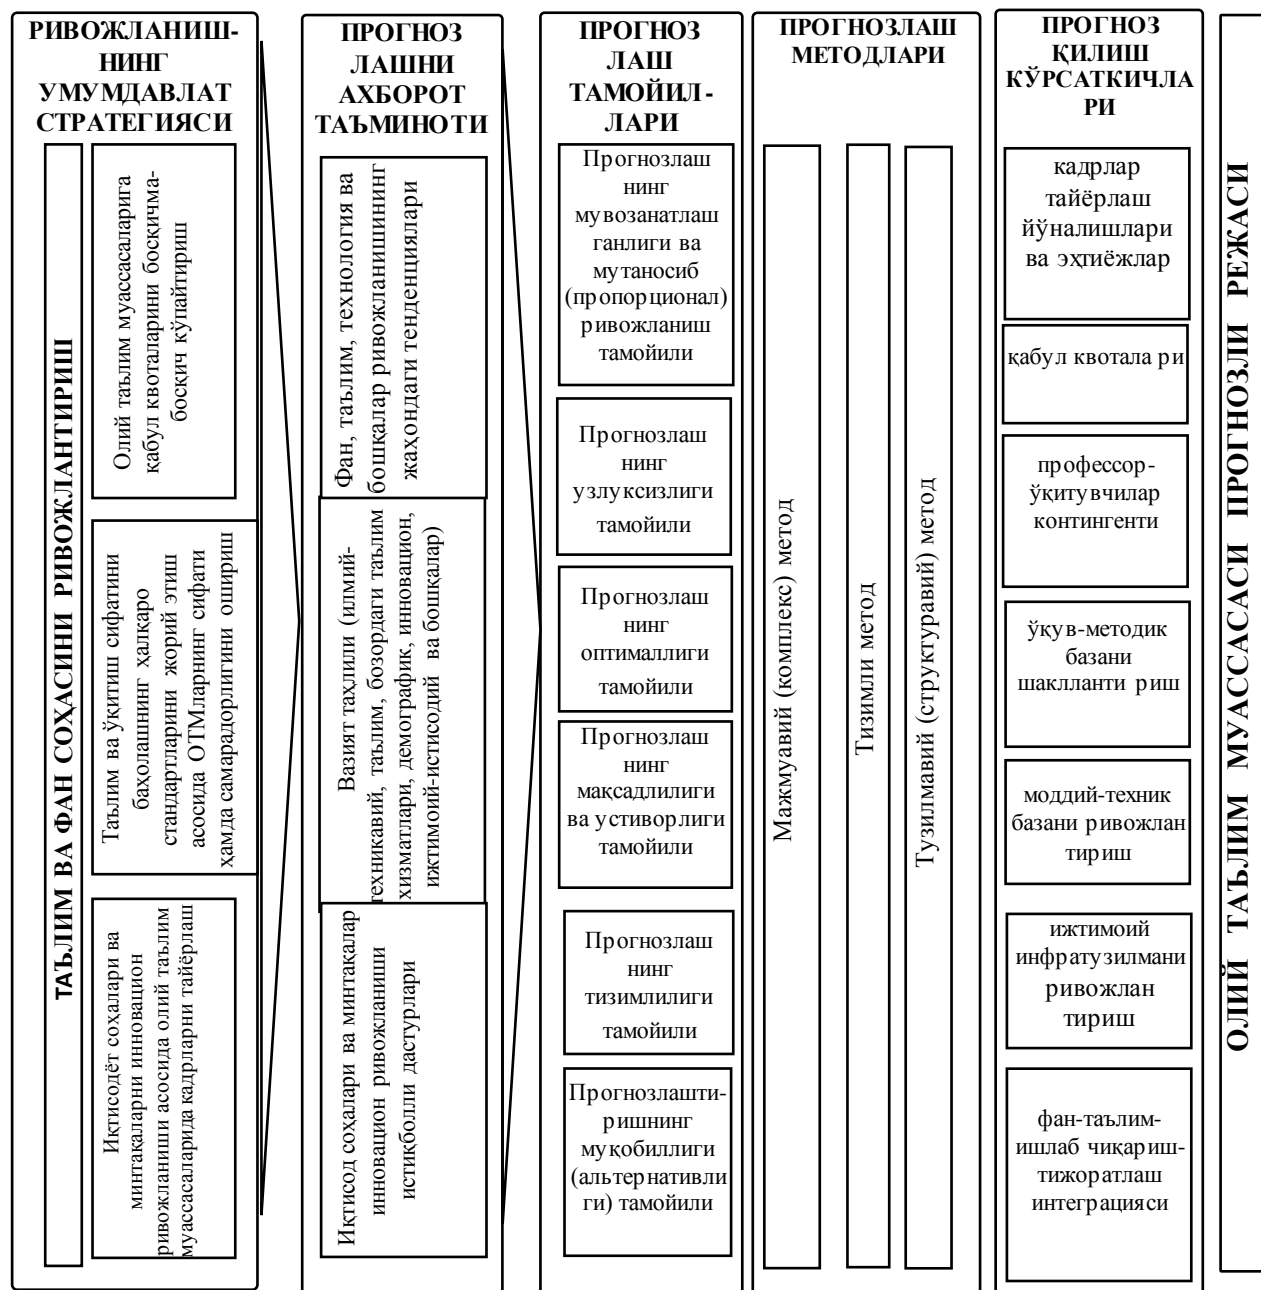 РИВОЖЛАНИШ-
НИНГ
УМУМДАВЛАТ
СТРАТЕГИЯСИ
ТАЪЛИМ ВА ФАН СОҲАСИНИ РИВОЖЛАНТИРИШ
Олий таълим муассасаларига
қабул квоталарини босқичма-
босқич кўпайтириш
Таълим ва ўқитиш сифатини
баҳолашнинг ҳалқаро
стандартларини жорий этиш
асосида ОТМларнинг сифати
ҳамда самарадорлигини ошириш
Иқтисодёт соҳалари ва
минтақаларни инновацион
ривожланиши асосида олий таълим
муассасаларида кадрларни тайёрлаш
ПРОГНОЗ
ЛАШНИ
АХБОРОТ
ТАЪМИНОТИ
Фан, таълим, технология ва
бошқалар ривожланишининг
жаҳондаги тенденциялари
Вазият таҳлили (илмий-
техникавий, таълим, бозордаги таълим
хизматлари, демографик, инновацион,
ижтимоий-истисодий ва бошқалар)
Иқтисод соҳалари ва минтақалар
инновацион ривожланиши
истиқболли дастурлари
ПРОГНОЗ
ЛАШ
ТАМОЙИЛ-
ЛАРИ
Прогнозлаш
нинг
мувозанатлаш
ганлиги ва
мутаносиб
(пропорционал)
ривожланиш
тамойили
Прогнозлаш
нинг
узлуксизлиги
тамойили
Прогнозлаш
нинг
оптималлиги
тамойили
Прогнозлаш
нинг
мақсадлилиги
ва устиворлиги
тамойили
Прогнозлаш
нинг
тизимлилиги
тамойили
Прогнозлашти-
ришнинг
муқобиллиги
(альтернативли
ги) тамойили
ПРОГНОЗЛАШ
МЕТОДЛАРИ
Мажмуавий (комплекс) метод
Тизимли метод
Тузилмавий (структуравий) метод
ПРОГНОЗ
ҚИЛИШ
КЎРСАТКИЧЛА
РИ
кадрлар
тайёрлаш
йўналишлари
ва эҳтиёжлар
қабул квотала ри
профессор-
ўқитувчилар
контингенти
ўқув-методик
базани
шаклланти риш
моддий-техник
базани ривожлан
тириш
ижтимоий
инфратузилмани
ривожлан
тириш
фан-таълим-
ишлаб чиқариш-
тижоратлаш
интеграцияси
ОЛИЙ ТАЪЛИМ МУАССАСАСИ ПРОГНОЗЛИ РЕЖАСИ